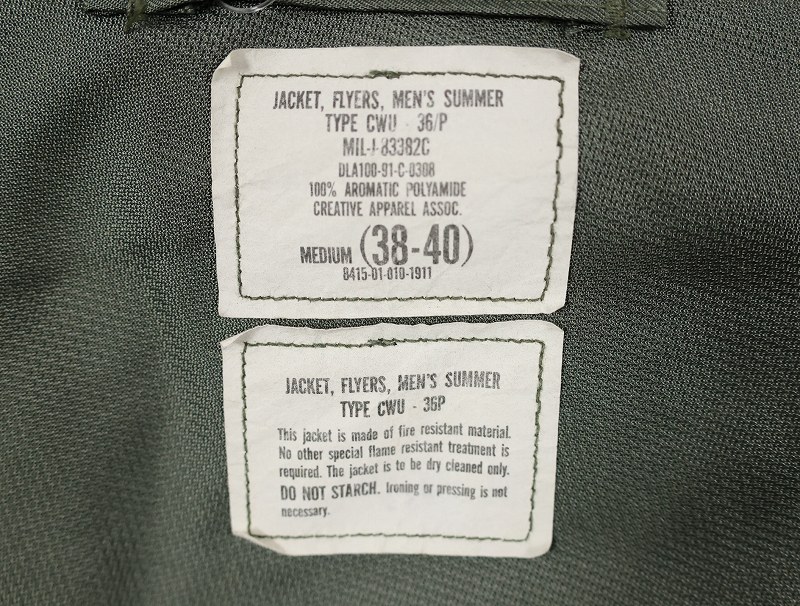 JACKET, FLYERS, MEN'S SUMMER
TYPE CWU - 36/P
MIL-J-83382C
DLA100-91-C-0308
100% AROMATIC POLYAMIDE
CREATIVE APPAREL ASSOC.
MEDIUM (38-40)
8415-01-010-1911
JACKET, FLYERS, MEN'S SUMMER
TYPE CWU - 36P
This jacket is made of fire resistant material.
No other special flame resistant treatment is
required. The jacket is to be dry cleaned only.
DO NOT STARCH. Ironing or pressing is not
necessary.